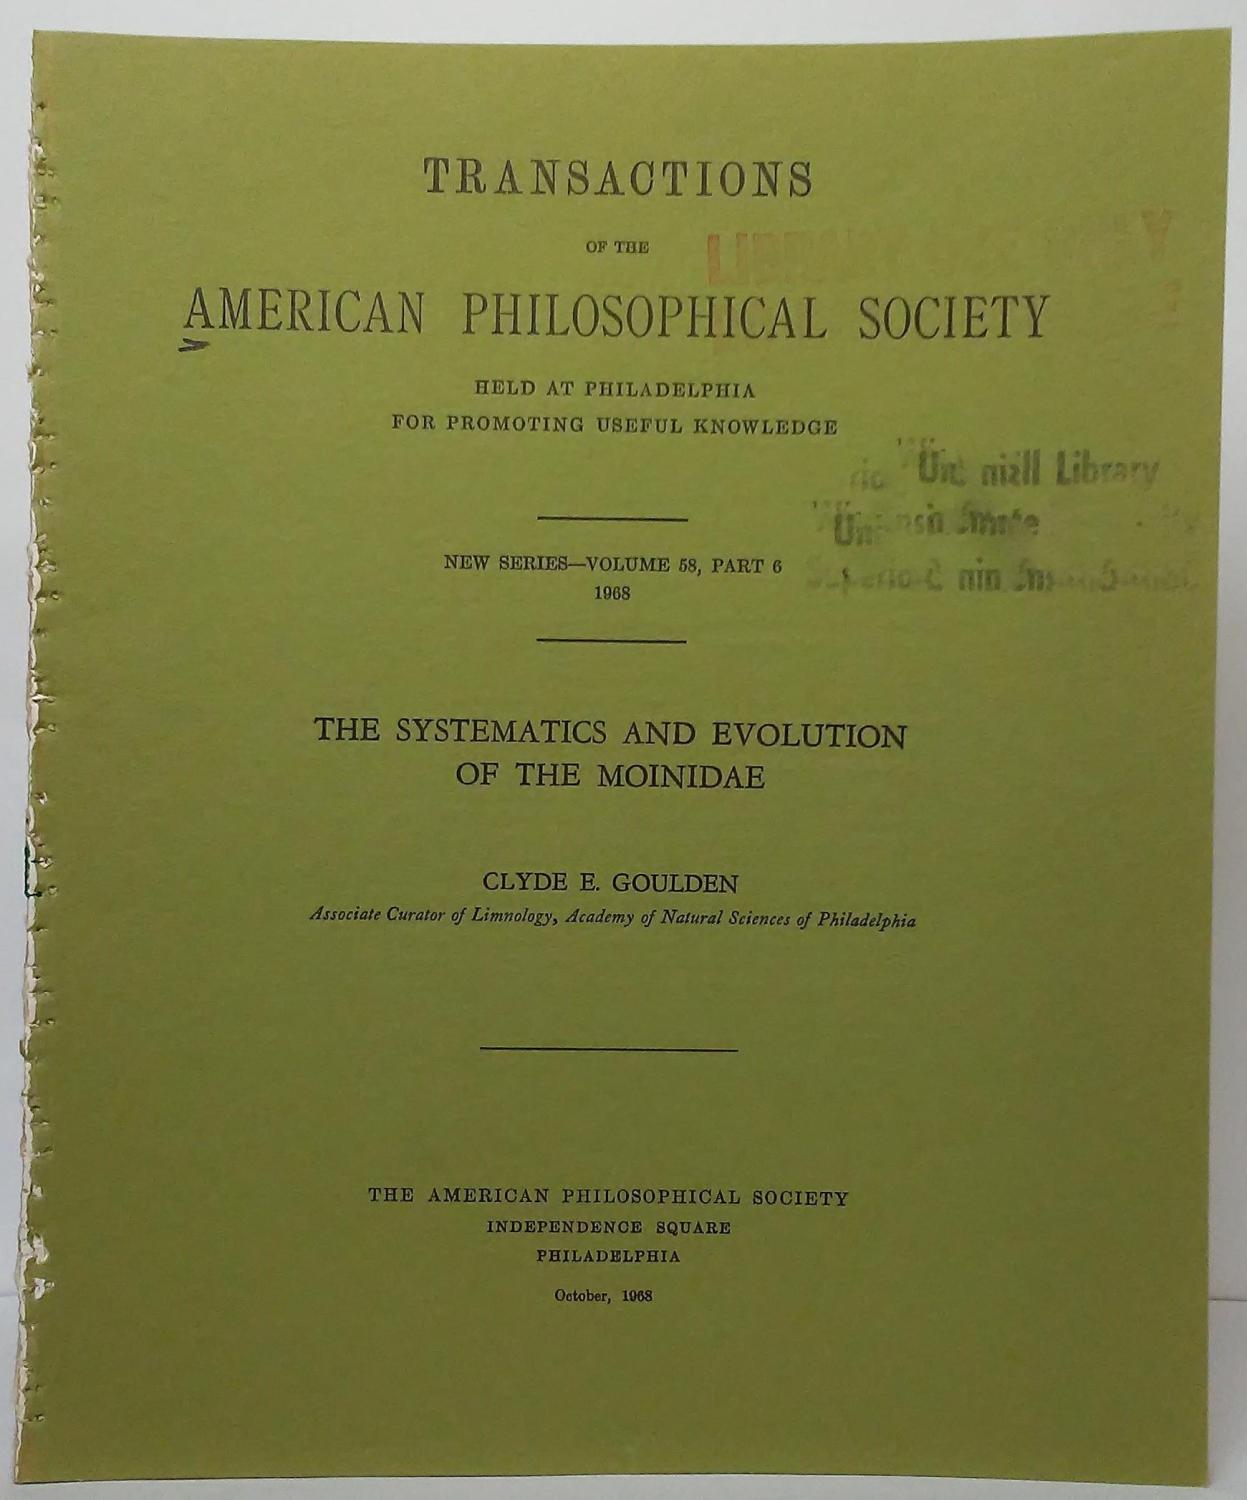 TRANSACTIONS
OF THE
AMERICAN PHILOSOPHICAL SOCIETY
HELD AT PHILADELPHIA
FOR PROMOTING USEFUL KNOWLEDGE
Library
NEW SERIES—VOLUME 58, PART 6
1968
THE SYSTEMATICS AND EVOLUTION
OF THE MOINIDAE
CLYDE E. GOULDEN
Associate Curator of Limnology, Academy of Natural Sciences of Philadelphia
THE AMERICAN PHILOSOPHICAL SOCIETY
INDEPENDENCE SQUARE
PHILADELPHIA
October, 1968